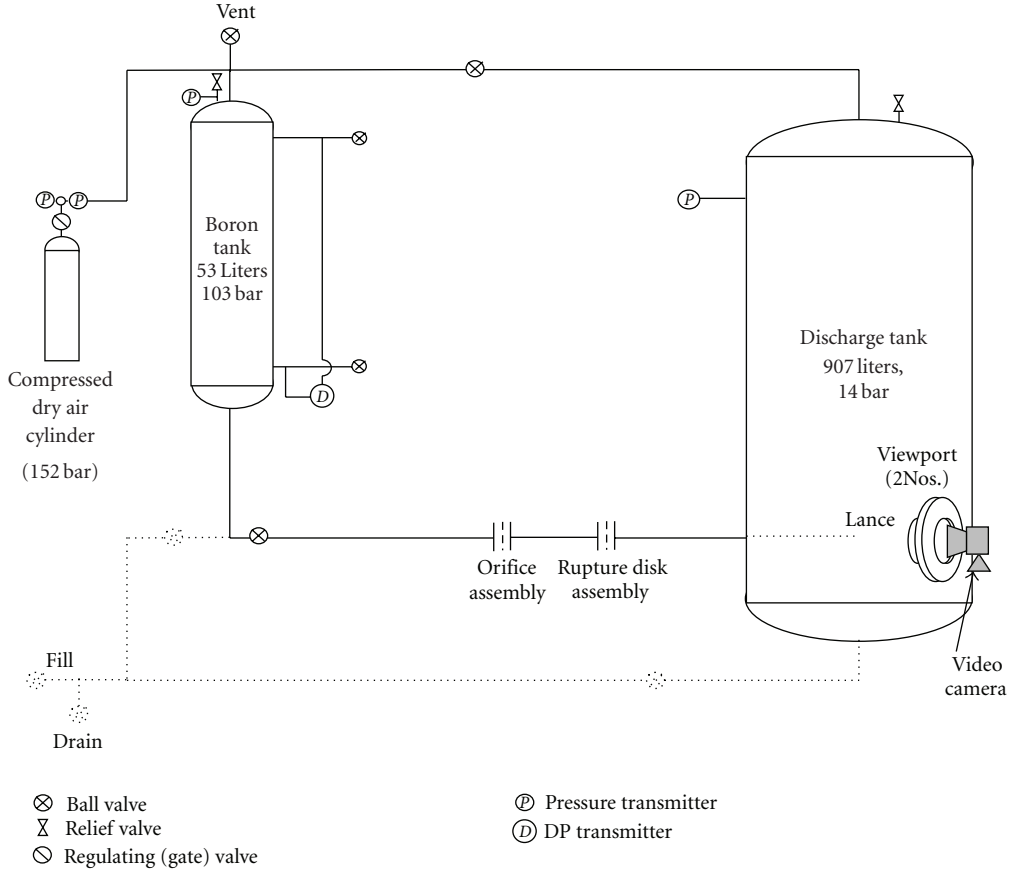 Vent
P
P
P
P
Boron
tank
53 Liters
103 bar
D
Compressed
dry air
cylinder
(152 bar)
Discharge tank
907 liters,
14 bar
Viewport
(2Nos.)
Lance
Orifice
assembly
Rupture disk
assembly
Fill
Drain
Video
camera
Ball valve
Relief valve
Regulating (gate) valve
P Pressure transmitter
D DP transmitter